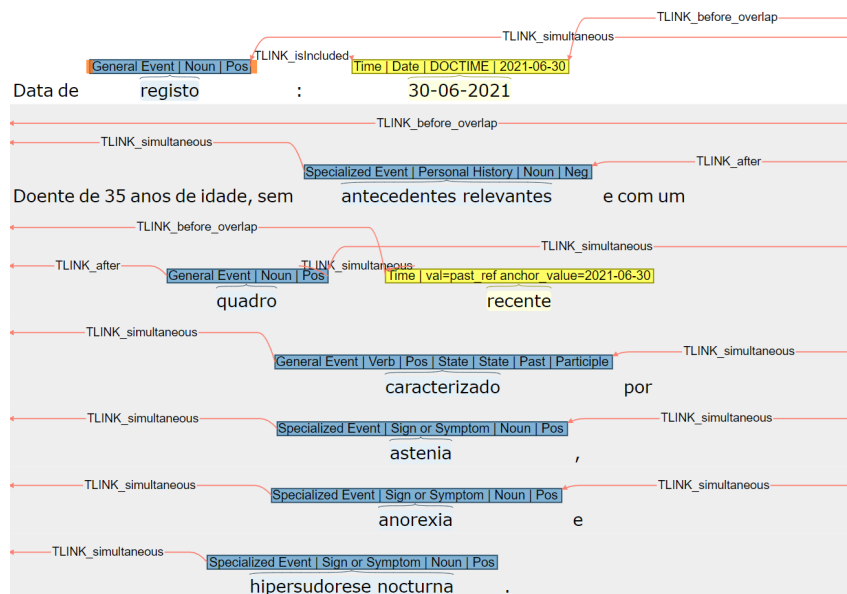 TLINK_before_overlap
TLINK_simultaneous
TLINK_isIncluded
General Event | Noun | Pos Time | Date | DOCTIME | 2021-06-30
Data de registo : 30-06-2021
TLINK_before_overlap
TLINK_simultaneous
TLINK_after
Specialized Event | Personal History | Noun | Neg
Doente de 35 anos de idade, sem antecedentes relevantes e com um
TLINK_before_overlap
TLINK_simultaneous
TLINK_after TLINK_simultaneous
General Event | Noun | Pos Time | val=past_ref anchor_value=2021-06-30
quadro recente
TLINK_simultaneous
TLINK_simultaneous
General Event | Verb | Pos | State | State | Past | Participle
caracterizado por
TLINK_simultaneous TLINK_simultaneous
Specialized Event | Sign or Symptom | Noun | Pos
astenia ,
TLINK_simultaneous TLINK_simultaneous
Specialized Event | Sign or Symptom | Noun | Pos
anorexia e
TLINK_simultaneous
Specialized Event | Sign or Symptom | Noun | Pos
hipersudorese nocturna .